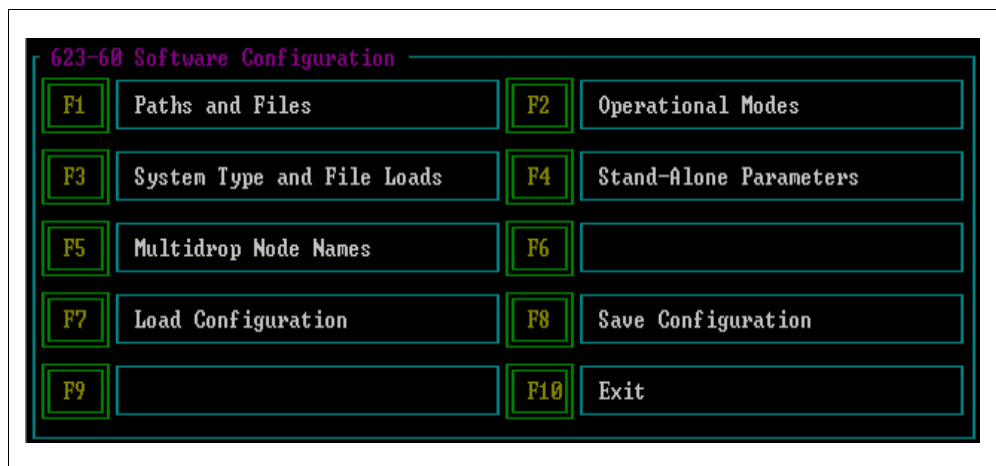 623-60 Software Configuration
F1 Paths and Files F2 Operational Modes
F3 System Type and File Loads F4 Stand-Alone Parameters
F5 Multidrop Node Names F6
F7 Load Configuration F8 Save Configuration
F9 F10 Exit